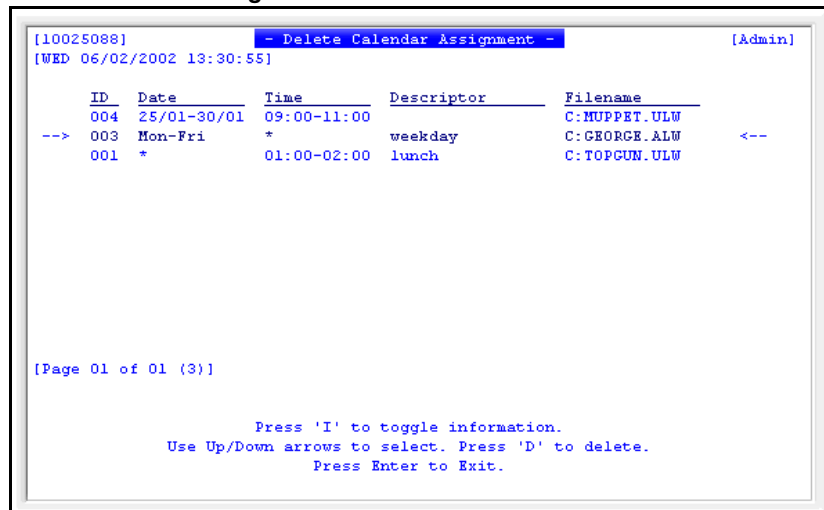 [10025088] - Delete Calendar Assignment - [Admin]
[WED 06/02/2002 13:30:55]
ID Date Time Descriptor Filename
004 25/01-30/01 09:00-11:00 C:MUPPET.ULW
--> 003 Mon-Fri * weekday C:GEORGE.ALW <--
001 * 01:00-02:00 lunch C:TOPGUN.ULW
[Page 01 of 01 (3)]
Press 'I' to toggle information.
Use Up/Down arrows to select. Press 'D' to delete.
Press Enter to Exit.